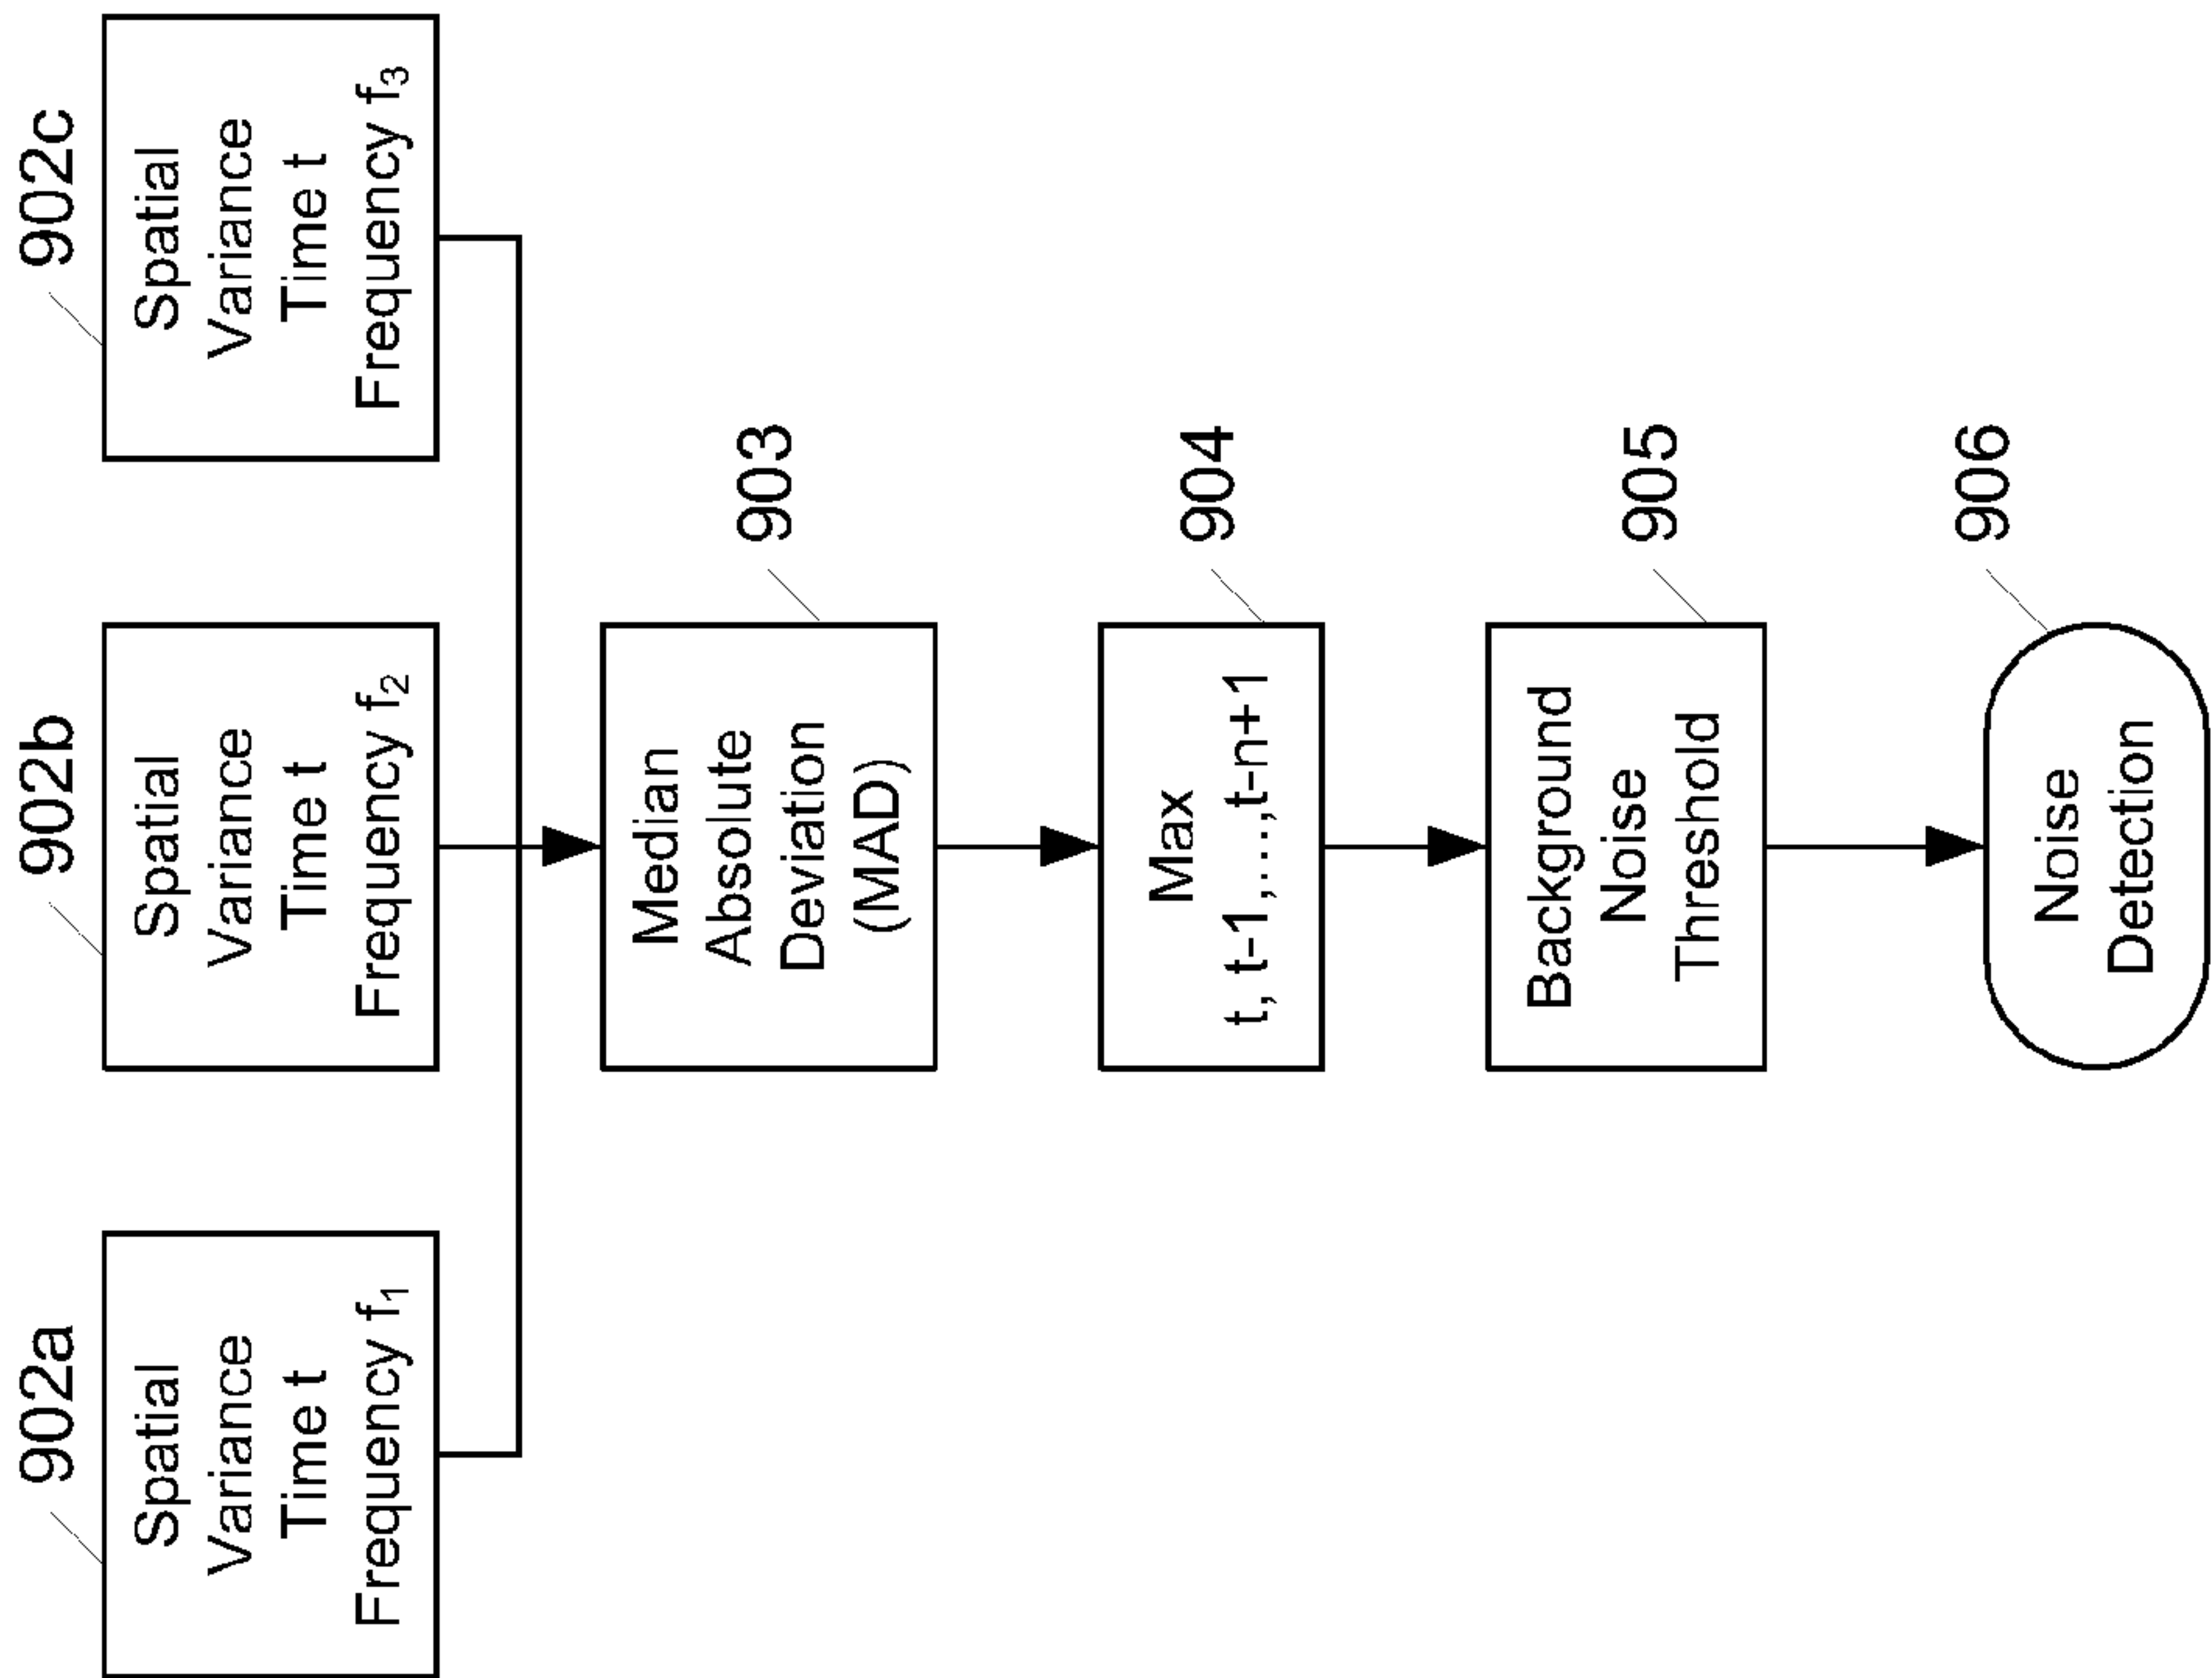 902a
Spatial
Variance
Time t
Frequency f₁
902b
Spatial
Variance
Time t
Frequency f₂
902c
Spatial
Variance
Time t
Frequency f₃
903
Median
Absolute
Deviation
(MAD)
904
Max
t, t-1,...,t-n+1
905
Background
Noise
Threshold
906
Noise
Detection